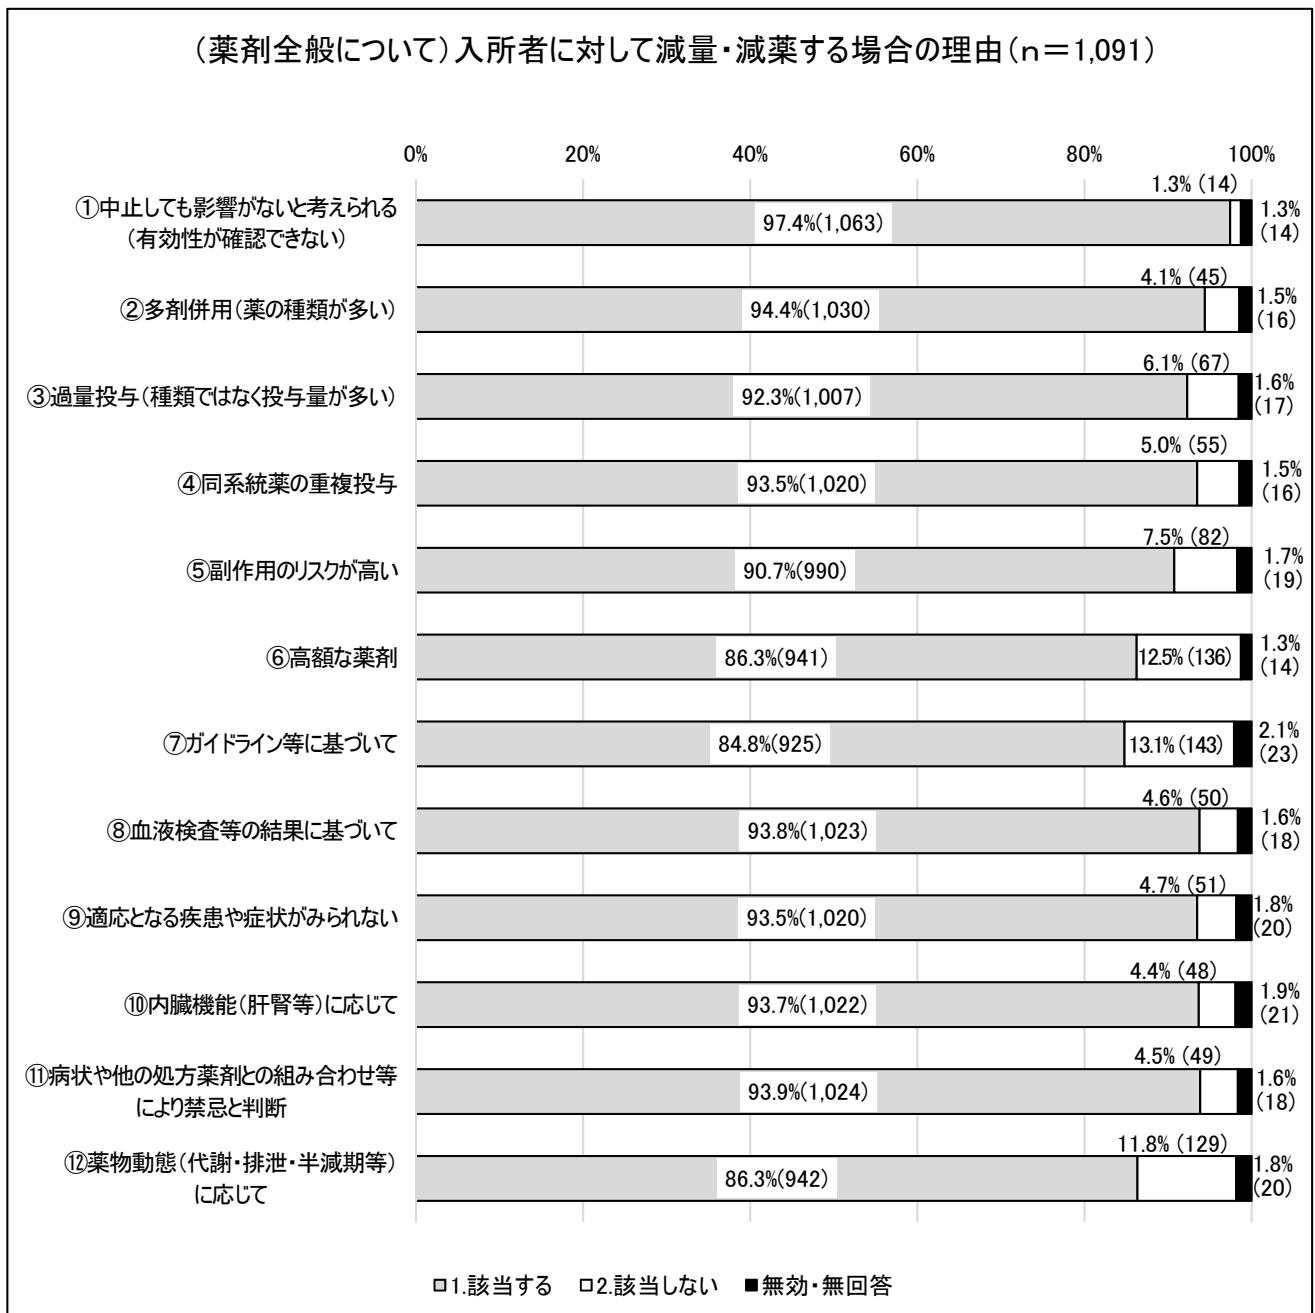 （薬剤全般について）入所者に対して減量・減薬する場合の理由（ｎ＝1,091）
0% 20% 40% 60% 80% 100%
①中止しても影響がないと考えられる
（有効性が確認できない）
97.4%(1,063)
1.3% (14)
1.3%
(14)
②多剤併用（薬の種類が多い）
94.4%(1,030)
4.1% (45)
1.5%
(16)
③過量投与（種類ではなく投与量が多い）
92.3%(1,007)
6.1% (67)
1.6%
(17)
④同系統薬の重複投与
93.5%(1,020)
5.0% (55)
1.5%
(16)
⑤副作用のリスクが高い
90.7%(990)
7.5% (82)
1.7%
(19)
⑥高額な薬剤
86.3%(941)
12.5% (136)
1.3%
(14)
⑦ガイドライン等に基づいて
84.8%(925)
13.1% (143)
2.1%
(23)
⑧血液検査等の結果に基づいて
93.8%(1,023)
4.6% (50)
1.6%
(18)
⑨適応となる疾患や症状がみられない
93.5%(1,020)
4.7% (51)
1.8%
(20)
⑩内臓機能（肝腎等）に応じて
93.7%(1,022)
4.4% (48)
1.9%
(21)
⑪病状や他の処方薬剤との組み合わせ等
により禁忌と判断
93.9%(1,024)
4.5% (49)
1.6%
(18)
⑫薬物動態（代謝・排泄・半減期等）
に応じて
86.3%(942)
11.8% (129)
1.8%
(20)
1.該当する 2.該当しない 無効・無回答